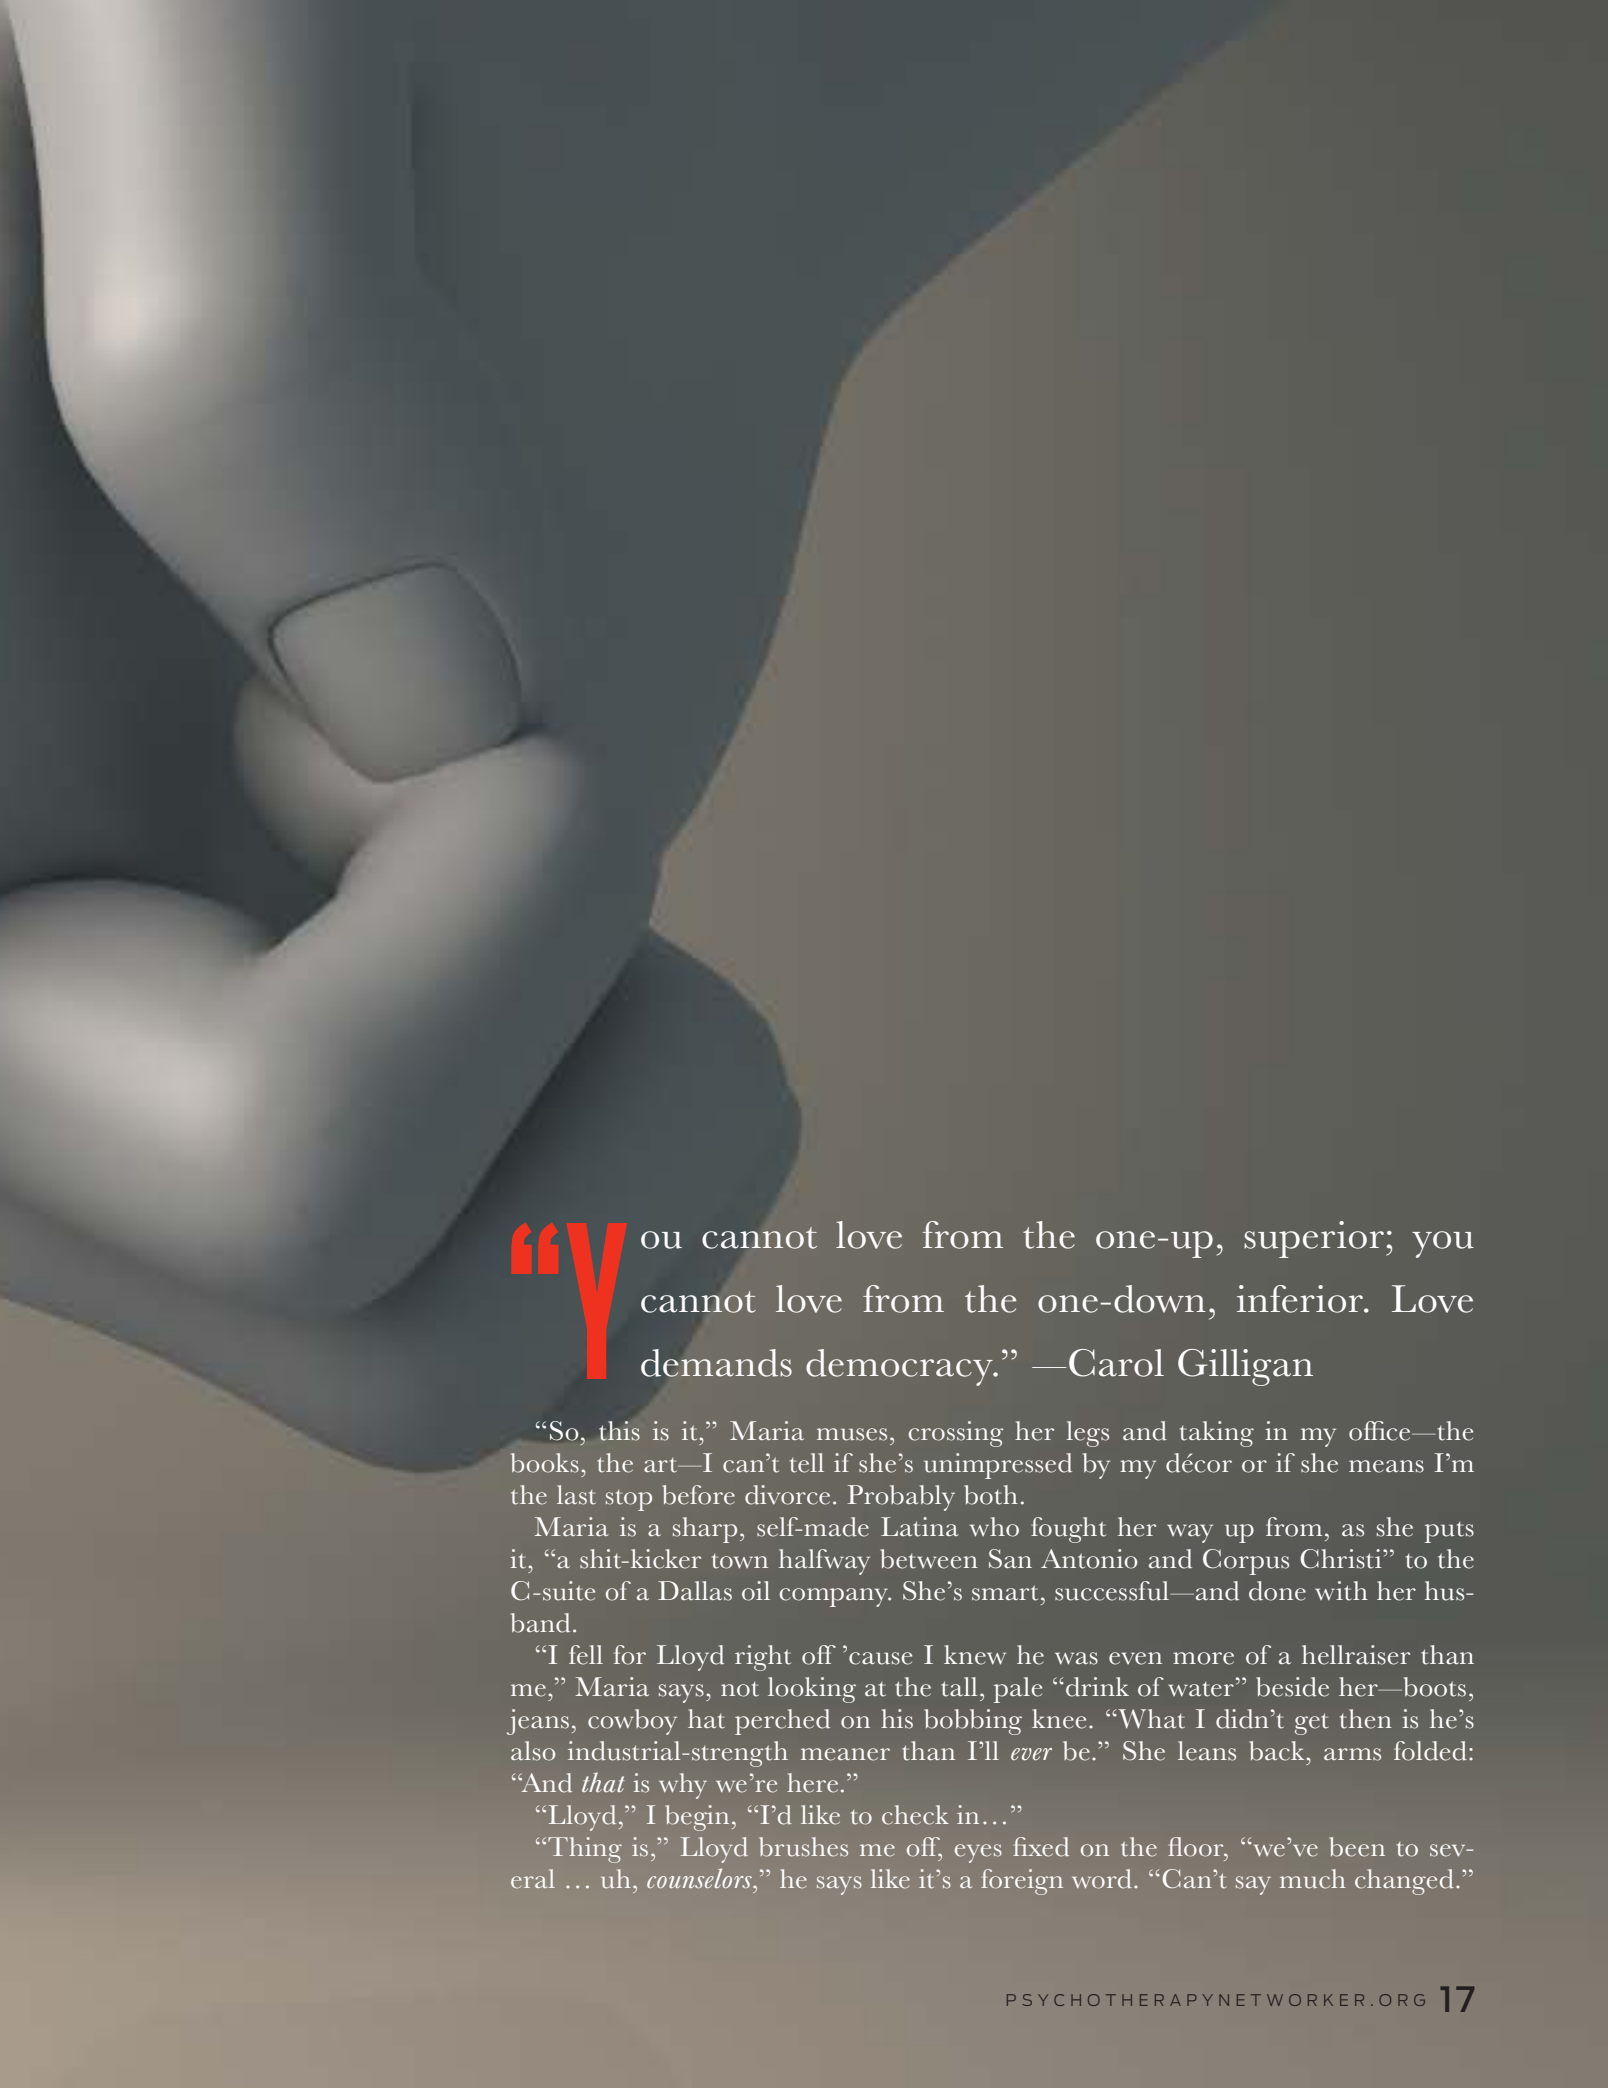 “You cannot love from the one-up, superior; you
cannot love from the one-down, inferior. Love
demands democracy.” —Carol Gilligan
“So, this is it,” Maria muses, crossing her legs and taking in my office—the
books, the art—I can’t tell if she’s unimpressed by my décor or if she means I’m
the last stop before divorce. Probably both.
Maria is a sharp, self-made Latina who fought her way up from, as she puts
it, “a shit-kicker town halfway between San Antonio and Corpus Christi” to the
C-suite of a Dallas oil company. She’s smart, successful—and done with her hus-
band.
“I fell for Lloyd right off ’cause I knew he was even more of a hellraiser than
me,” Maria says, not looking at the tall, pale “drink of water” beside her—boots,
jeans, cowboy hat perched on his bobbing knee. “What I didn’t get then is he’s
also industrial-strength meaner than I’ll ever be.” She leans back, arms folded:
“And that is why we’re here.”
“Lloyd,” I begin, “I’d like to check in…”
“Thing is,” Lloyd brushes me off, eyes fixed on the floor, “we’ve been to sev-
eral … uh, counselors,” he says like it’s a foreign word. “Can’t say much changed.”
PSYCHOTHERAPYNETWORKER.ORG 17